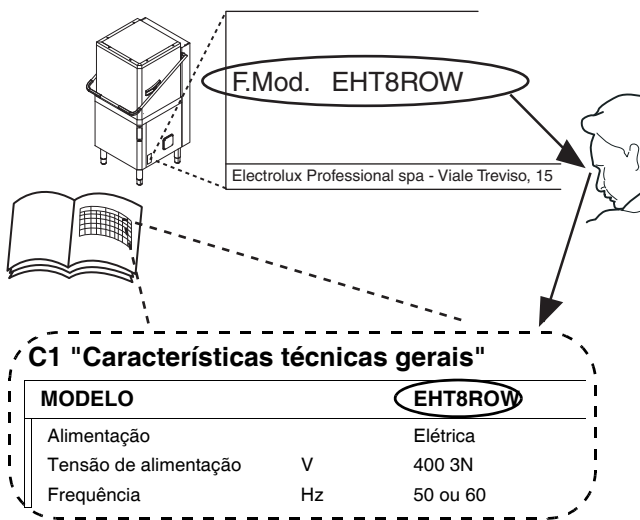 F.Mod. EHT8ROW
Electrolux Professional spa - Viale Treviso, 15
C1 "Características técnicas gerais"
MODELO EHT8ROW
Alimentação Elétrica
Tensão de alimentação V 400 3N
Frequência Hz 50 ou 60